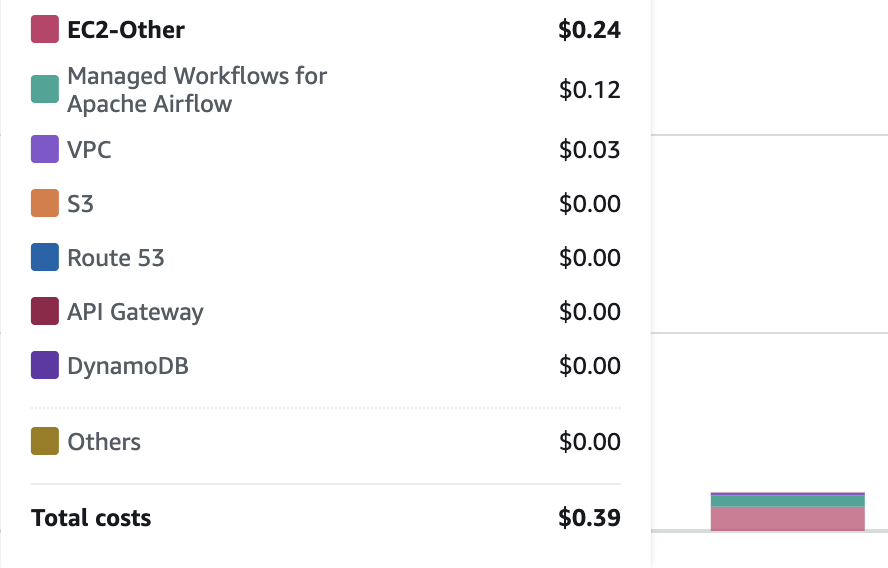 EC2-Other $0.24
Managed Workflows for
Apache Airflow $0.12
VPC $0.03
S3 $0.00
Route 53 $0.00
API Gateway $0.00
DynamoDB $0.00
Others $0.00
Total costs $0.39